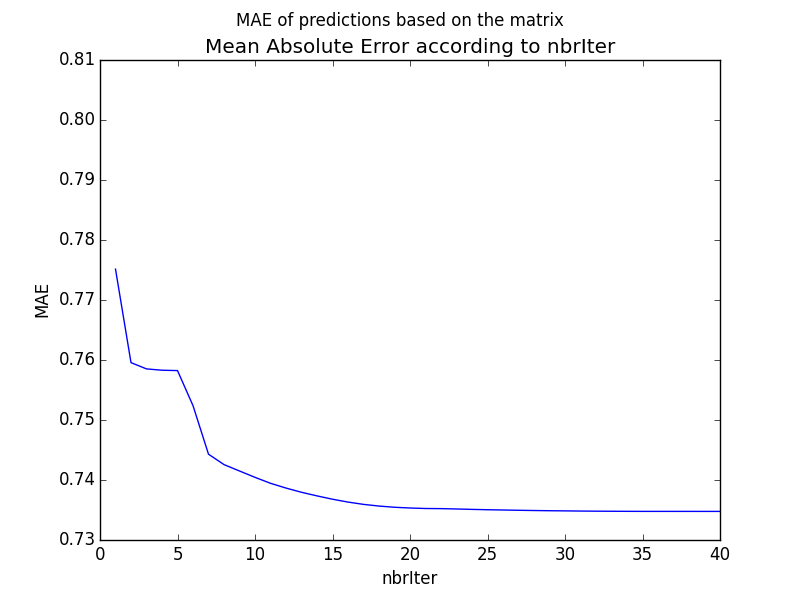 MAE of predictions based on the matrix
Mean Absolute Error according to nbrIter
0.81
0.80
0.79
0.78
0.77
0.76
0.75
0.74
0.73
MAE
0 5 10 15 20 25 30 35 40
nbrIter